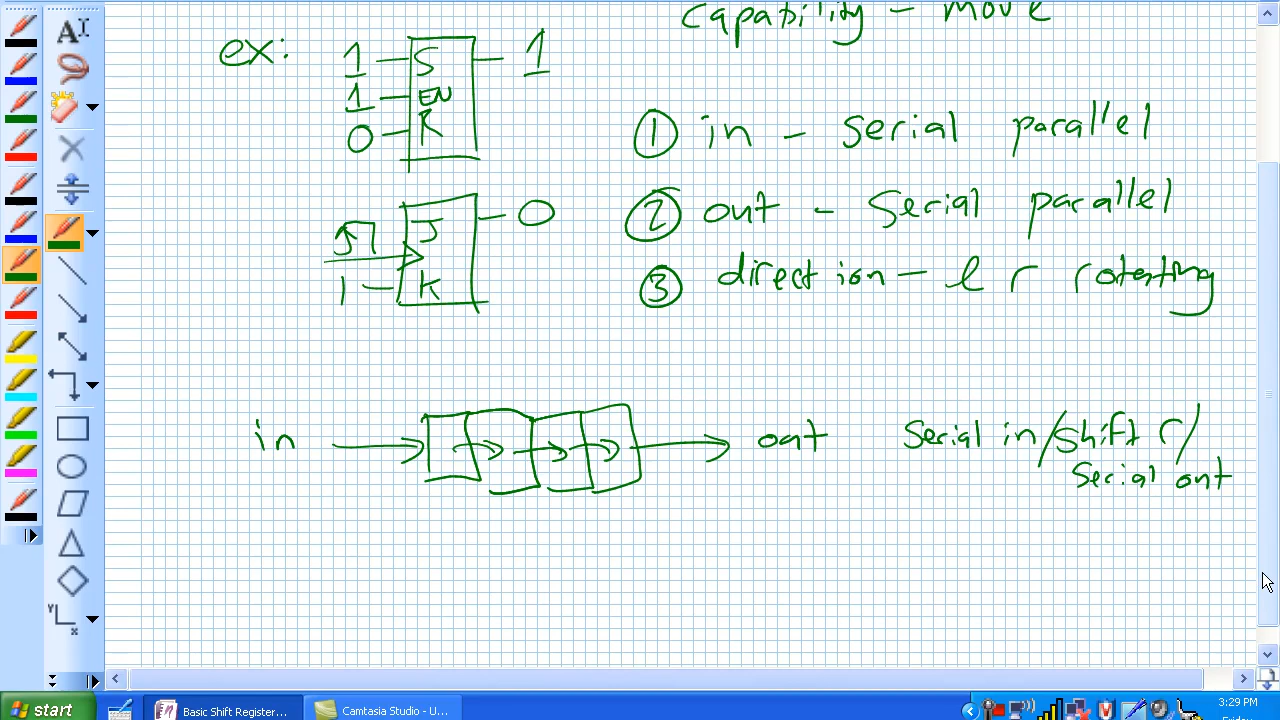 capability - move
ex: 1 S 1
1 EN
0 R
① in - serial parallel
J 0
② out - serial parallel
1 K
③ direction - l r rotating
in out serial in/shift r/
serial out
start
Basic Shift Register...
Camtasia Studio - U...
3:29 PM
Friday